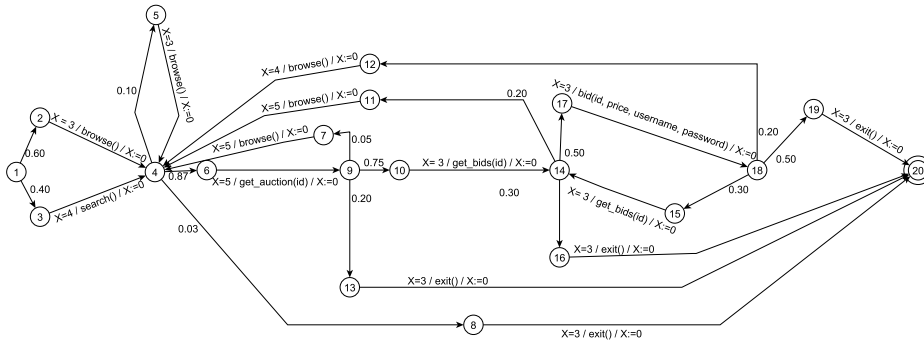 5
X=3 / browse() / X:=0
0.10
X=4 / browse() / X:=0
12
X=5 / browse() / X:=0
11
0.20
17
X=3 / bid(id, price, username, password) / X:=0
19
X=3 / exit() / X:=0
2
X = 3 / browse() / X:=0
0.60
1
0.40
3
X=4 / search() / X:=0
4
0.87
6
X=5 / get_auction(id) / X:=0
X=5 / browse() / X:=0
7
0.05
9
0.75
10
X= 3 / get_bids(id) / X:=0
14
0.50
0.30
18
0.20
0.50
0.30
15
X= 3 / get_bids(id) / X:=0
20
0.03
0.20
16
X=3 / exit() / X:=0
13
X=3 / exit() / X:=0
8
X=3 / exit() / X:=0